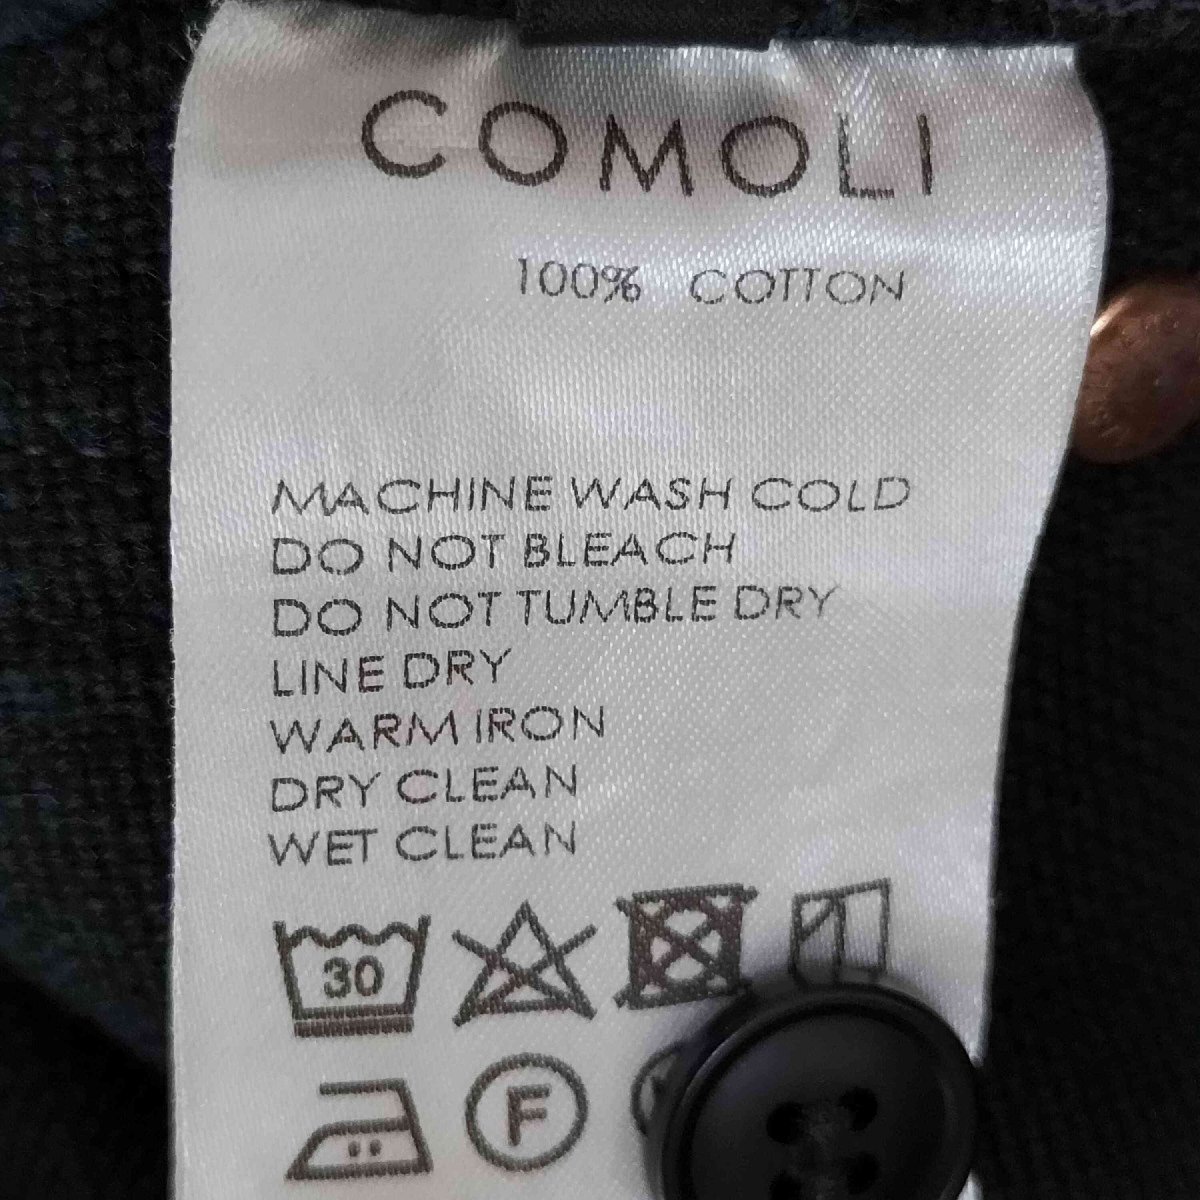 COMOLI
100% COTTON
MACHINE WASH COLD
DO NOT BLEACH
DO NOT TUMBLE DRY
LINE DRY
WARM IRON
DRY CLEAN
WET CLEAN
30
F